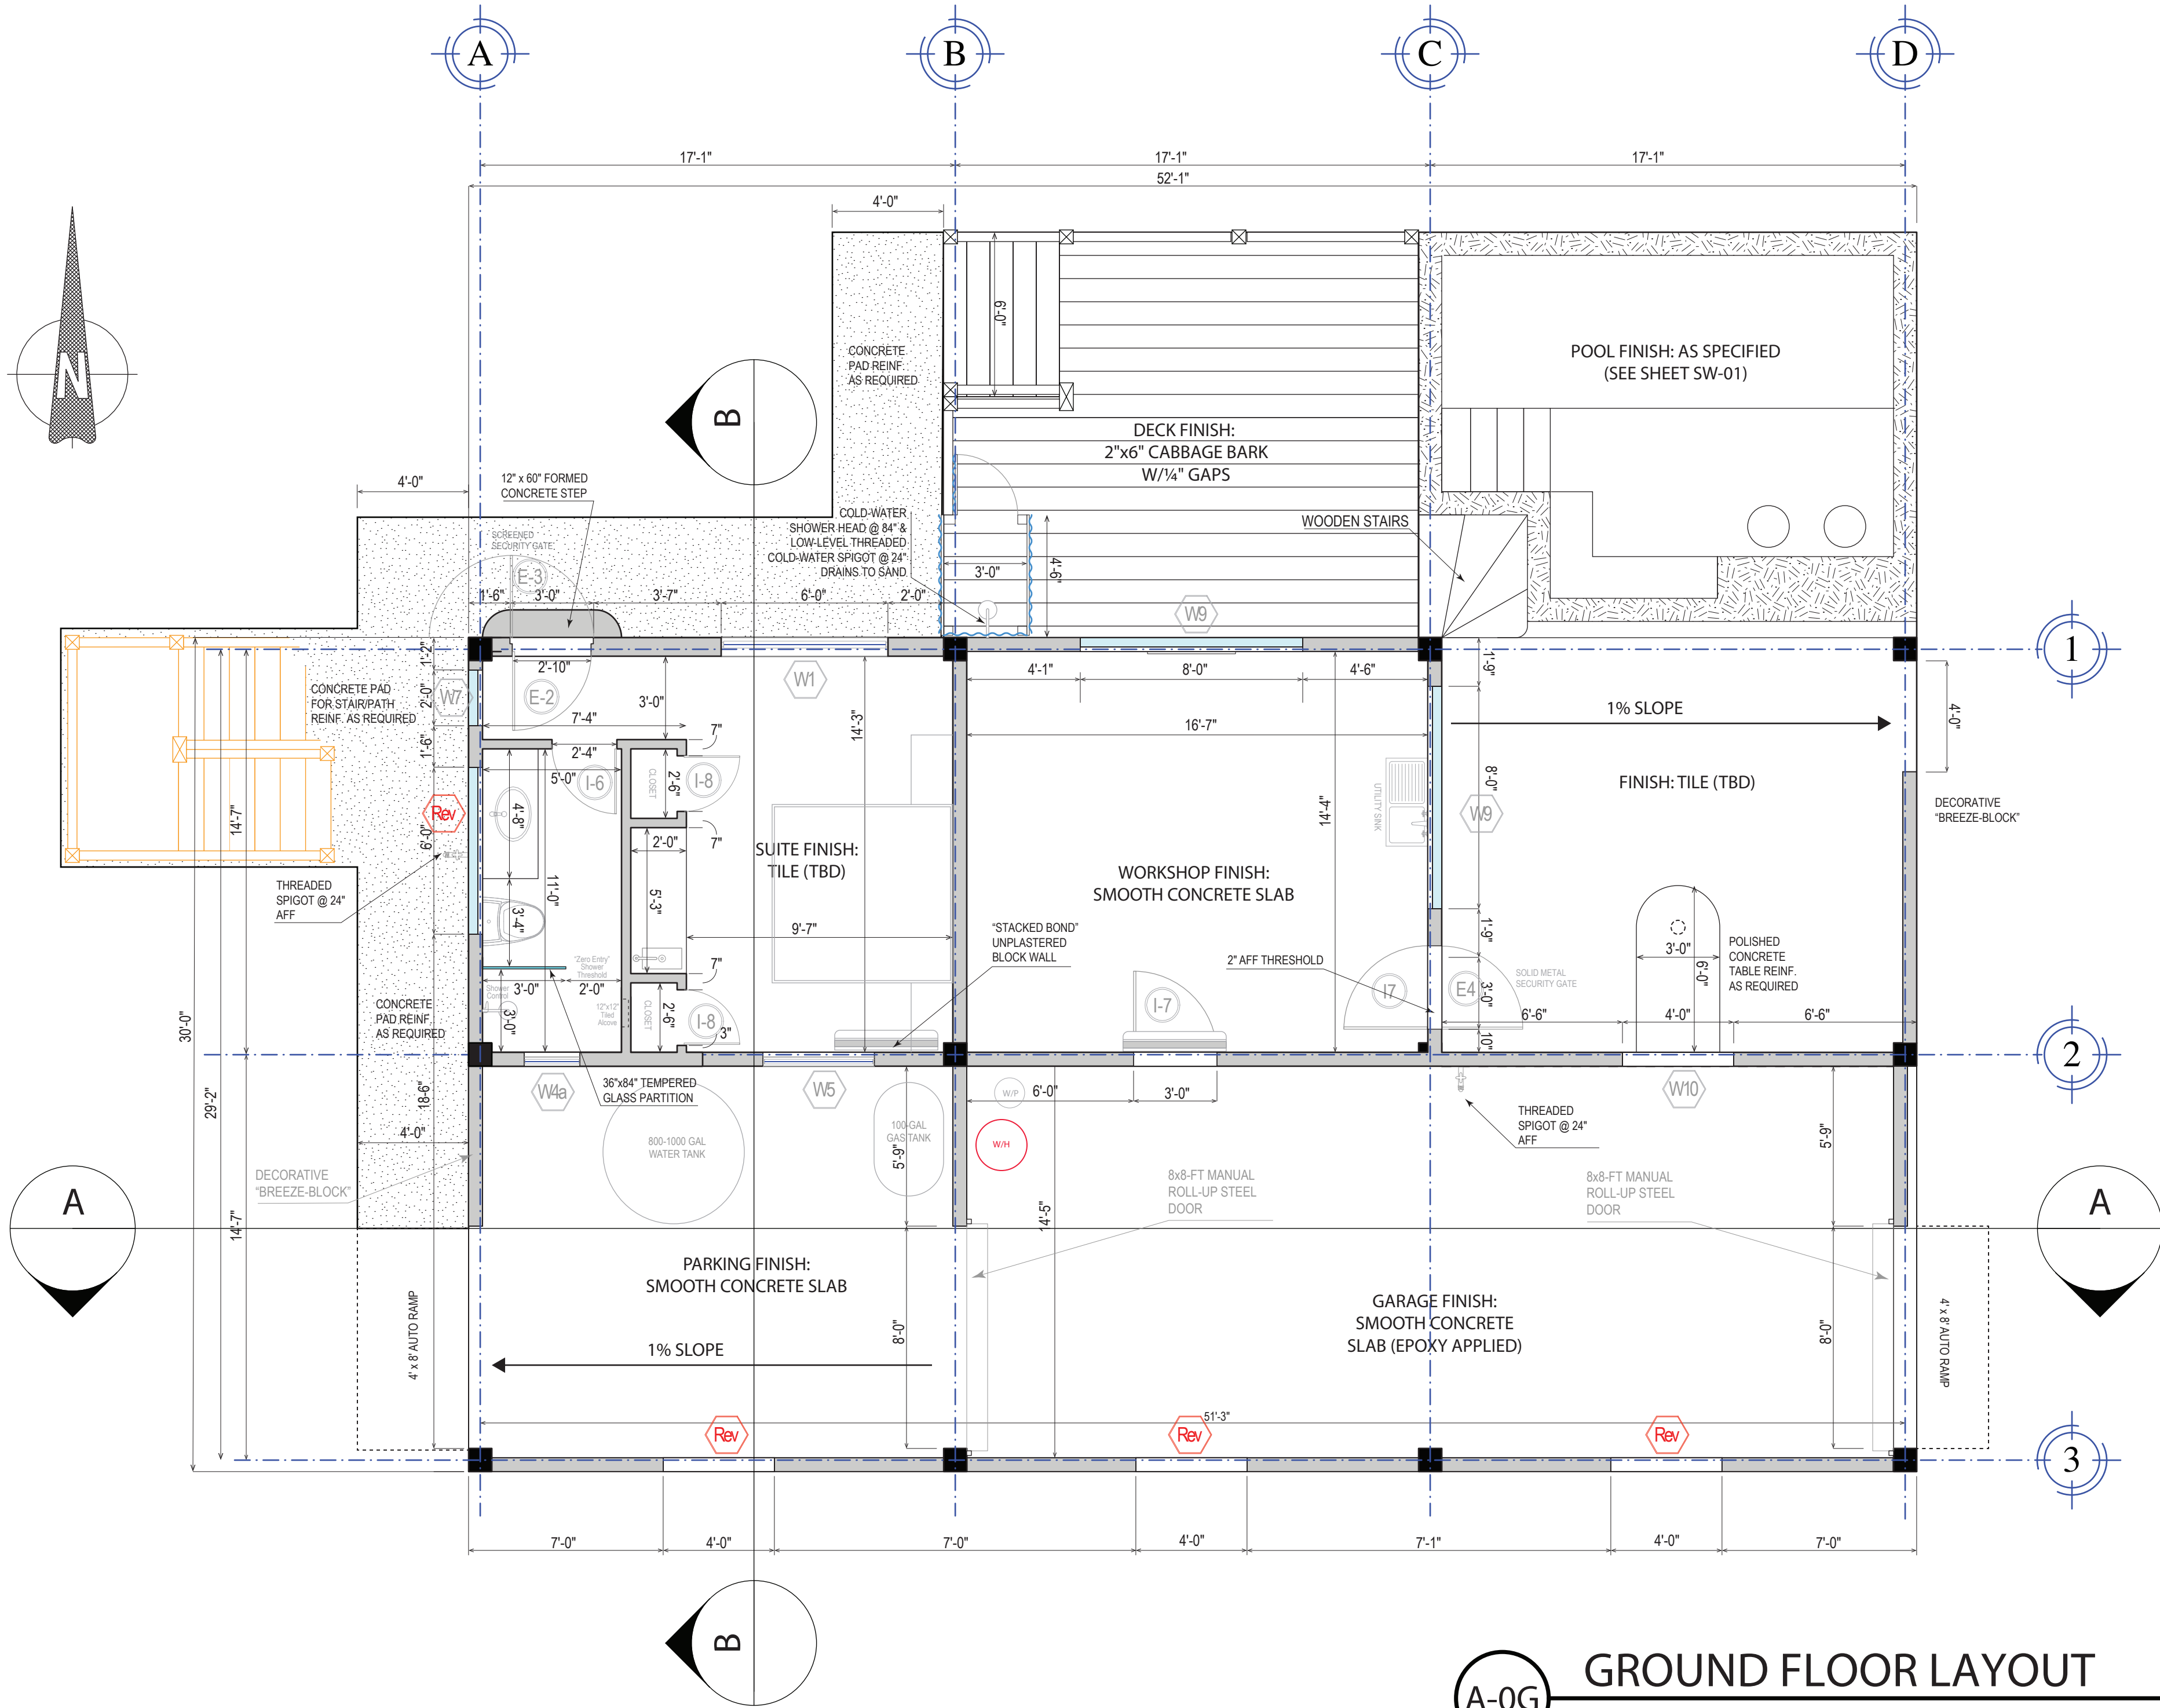 A
B
C
D
17'-1"
17'-1"
17'-1"
52'-1"
4'-0"
N
6'-0"
CONCRETE
PAD REINF.
AS REQUIRED
POOL FINISH: AS SPECIFIED
(SEE SHEET SW-01)
B
DECK FINISH:
2"x6" CABBAGE BARK
W/¼" GAPS
4'-0"
12" x 60" FORMED
CONCRETE STEP
COLD-WATER
SHOWER HEAD @ 84" &
LOW-LEVEL THREADED
COLD-WATER SPIGOT @ 24"
DRAINS TO SAND
WOODEN STAIRS
SCREENED
SECURITY GATE
E-3
3'-0"
4'-6"
1'-6"
3'-0"
3'-7"
6'-0"
2'-0"
W9
1
1'-2"
2'-10"
W1
4'-1"
8'-0"
4'-6"
1'-9"
CONCRETE PAD
FOR STAIR/PATH
REINF. AS REQUIRED
2'-0"
W7
E-2
3'-0"
7'-4"
14'-3"
16'-7"
1% SLOPE
4'-0"
1'-6"
2'-4"
7"
5'-0"
I-6
CLOSET
2'-6"
I-8
8'-0"
FINISH: TILE (TBD)
UTILITY SINK
14'-7"
Rev
4'-8"
6'-0"
7"
2'-0"
14'-4"
W9
DECORATIVE
"BREEZE-BLOCK"
SUITE FINISH:
TILE (TBD)
WORKSHOP FINISH:
SMOOTH CONCRETE SLAB
THREADED
SPIGOT @ 24"
AFF
11'-0"
5'-3"
3'-4"
9'-7"
"STACKED BOND"
UNPLASTERED
BLOCK WALL
1'-9"
3'-0"
6'-0"
POLISHED
CONCRETE
TABLE REINF.
AS REQUIRED
2" AFF THRESHOLD
"Zero Entry"
Shower
Threshold
7"
3'-0"
2'-0"
Shower
Control
12"x12"
Tiled
Alcove
3'-0"
CLOSET
2'-6"
I-8
3"
I-7
I7
E4
SOLID METAL
SECURITY GATE
3'-0"
CONCRETE
PAD REINF.
AS REQUIRED
30'-0"
6'-6"
4'-0"
6'-6"
10"
2
W4a
36"x84" TEMPERED
GLASS PARTITION
W5
W/P
6'-0"
3'-0"
W10
29'-2"
18'-6"
4'-0"
100-GAL
GAS TANK
5'-9"
W/H
THREADED
SPIGOT @ 24"
AFF
5'-9"
800-1000 GAL
WATER TANK
DECORATIVE
"BREEZE-BLOCK"
8x8-FT MANUAL
ROLL-UP STEEL
DOOR
8x8-FT MANUAL
ROLL-UP STEEL
DOOR
A
A
14'-7"
14'-5"
PARKING FINISH:
SMOOTH CONCRETE SLAB
GARAGE FINISH:
SMOOTH CONCRETE
SLAB (EPOXY APPLIED)
4' x 8' AUTO RAMP
8'-0"
8'-0"
4' x 8' AUTO RAMP
1% SLOPE
51'-3"
Rev
Rev
Rev
3
7'-0"
4'-0"
7'-0"
4'-0"
7'-1"
4'-0"
7'-0"
B
GROUND FLOOR LAYOUT
A-0G